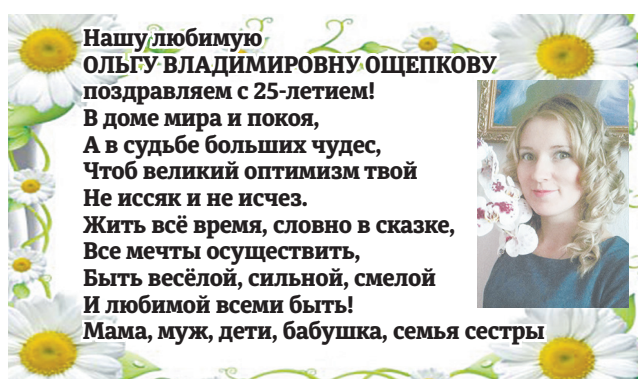 Нашу любимую
ОЛЬГУ ВЛАДИМИРОВНУ ОЩЕПКОВУ
поздравляем с 25-летием!
В доме мира и покоя,
А в судьбе больших чудес,
Чтоб великий оптимизм твой
Не иссяк и не исчез.
Жить всё время, словно в сказке,
Все мечты осуществить,
Быть весёлой, сильной, смелой
И любимой всеми быть!
Мама, муж, дети, бабушка, семья сестры